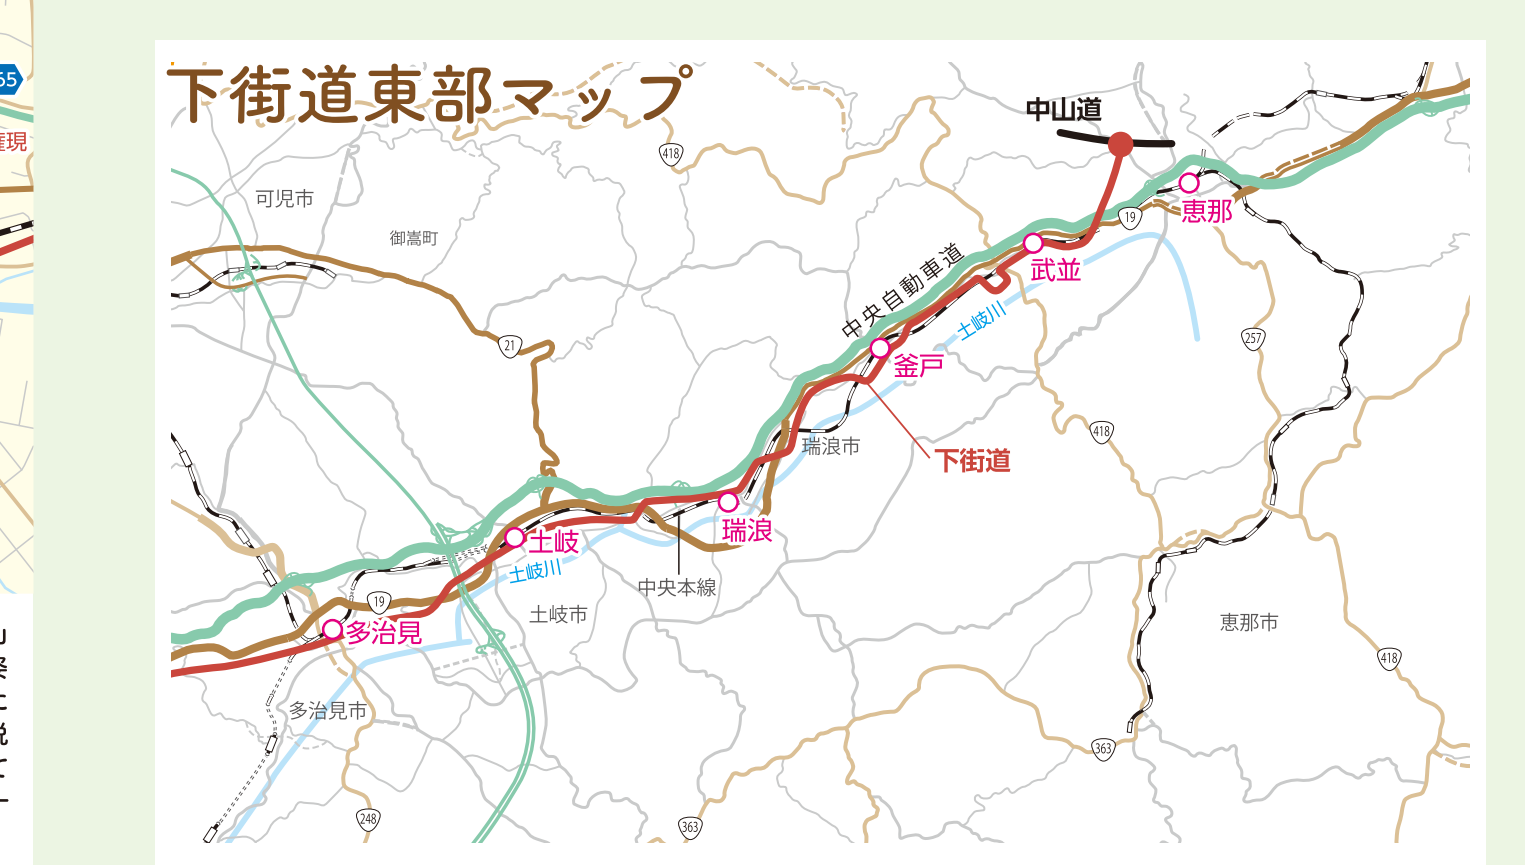 下街道東部マップ
中山道
418
可児市
御嵩町
19
恵那
武並
中央自動車道
土岐川
21
257
釜戸
418
瑞浪市
下街道
瑞浪
土岐
土岐川
中央本線
19
土岐市
多治見
恵那市
418
多治見市
363
248
363